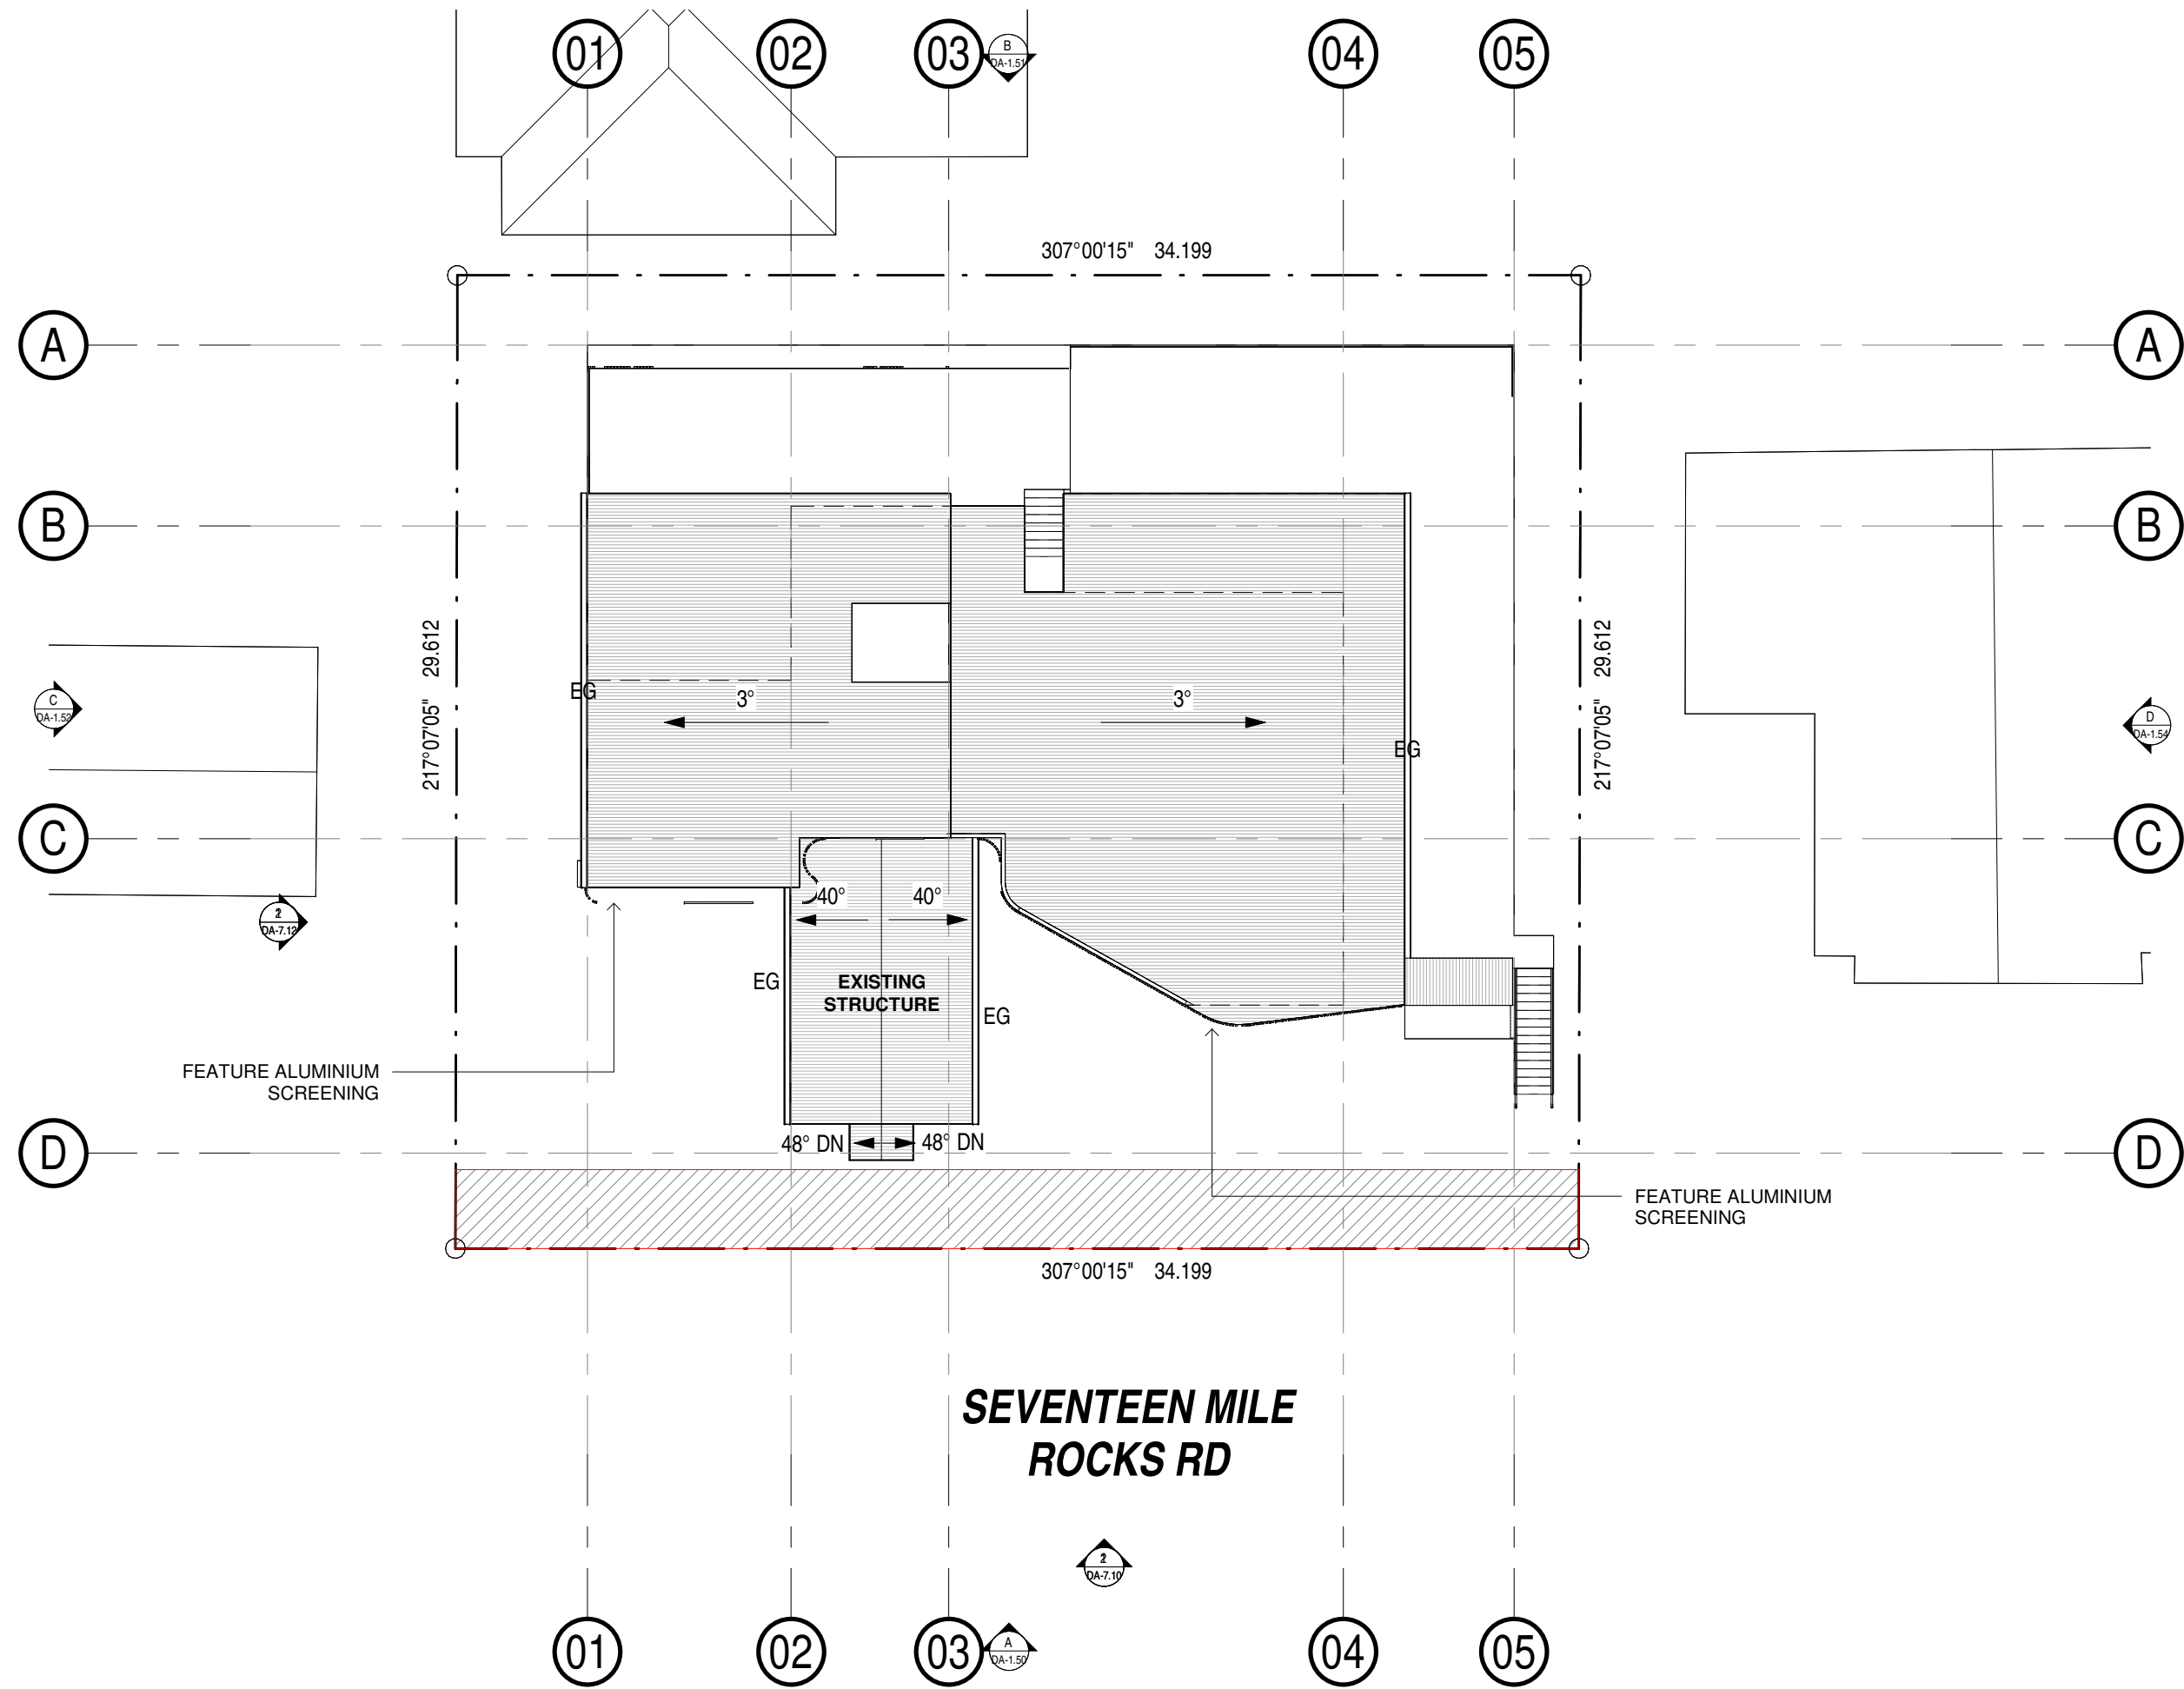 01 02 03 04 05
B
DA-1.51
307°00'15" 34.199
A A
B B
217°07'05" 29.612
217°07'05" 29.612
EG
3° 3°
C
DA-1.52
D
DA-1.54
EG
C C
40° 40°
2
DA-7.12
EG
EXISTING
STRUCTURE
EG
FEATURE ALUMINIUM
SCREENING
48° DN 48° DN
D D
FEATURE ALUMINIUM
SCREENING
307°00'15" 34.199
SEVENTEEN MILE
ROCKS RD
2
DA-7.10
01 02 03 04 05
A
DA-1.50